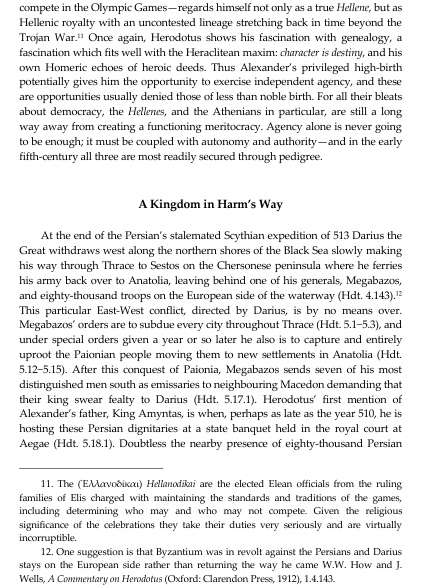 compete in the Olympic Games—regards himself not only as a true Hellene, but as
Hellenic royalty with an uncontested lineage stretching back in time beyond the
Trojan War.¹¹ Once again, Herodotus shows his fascination with genealogy, a
fascination which fits well with the Heraclitean maxim: character is destiny, and his
own Homeric echoes of heroic deeds. Thus Alexander’s privileged high-birth
potentially gives him the opportunity to exercise independent agency, and these
are opportunities usually denied those of less than noble birth. For all their bleats
about democracy, the Hellenes, and the Athenians in particular, are still a long
way away from creating a functioning meritocracy. Agency alone is never going
to be enough; it must be coupled with autonomy and authority—and in the early
fifth-century all three are most readily secured through pedigree.
A Kingdom in Harm’s Way
At the end of the Persian’s stalemated Scythian expedition of 513 Darius the
Great withdraws west along the northern shores of the Black Sea slowly making
his way through Thrace to Sestos on the Chersonese peninsula where he ferries
his army back over to Anatolia, leaving behind one of his generals, Megabazos,
and eighty-thousand troops on the European side of the waterway (Hdt. 4.143).¹²
This particular East-West conflict, directed by Darius, is by no means over.
Megabazos’ orders are to subdue every city throughout Thrace (Hdt. 5.1–5.3), and
under special orders given a year or so later he also is to capture and entirely
uproot the Paionian people moving them to new settlements in Anatolia (Hdt.
5.12–5.15). After this conquest of Paionia, Megabazos sends seven of his most
distinguished men south as emissaries to neighbouring Macedon demanding that
their king swear fealty to Darius (Hdt. 5.17.1). Herodotus’ first mention of
Alexander’s father, King Amyntas, is when, perhaps as late as the year 510, he is
hosting these Persian dignitaries at a state banquet held in the royal court at
Aegae (Hdt. 5.18.1). Doubtless the nearby presence of eighty-thousand Persian
11. The (Ἑλλανοδίκαι) Hellanodikai are the elected Elean officials from the ruling
families of Elis charged with maintaining the standards and traditions of the games,
including determining who may and who may not compete. Given the religious
significance of the celebrations they take their duties very seriously and are virtually
incorruptible.
12. One suggestion is that Byzantium was in revolt against the Persians and Darius
stays on the European side rather than returning the way he came W.W. How and J.
Wells, A Commentary on Herodotus (Oxford: Clarendon Press, 1912), 1.4.143.